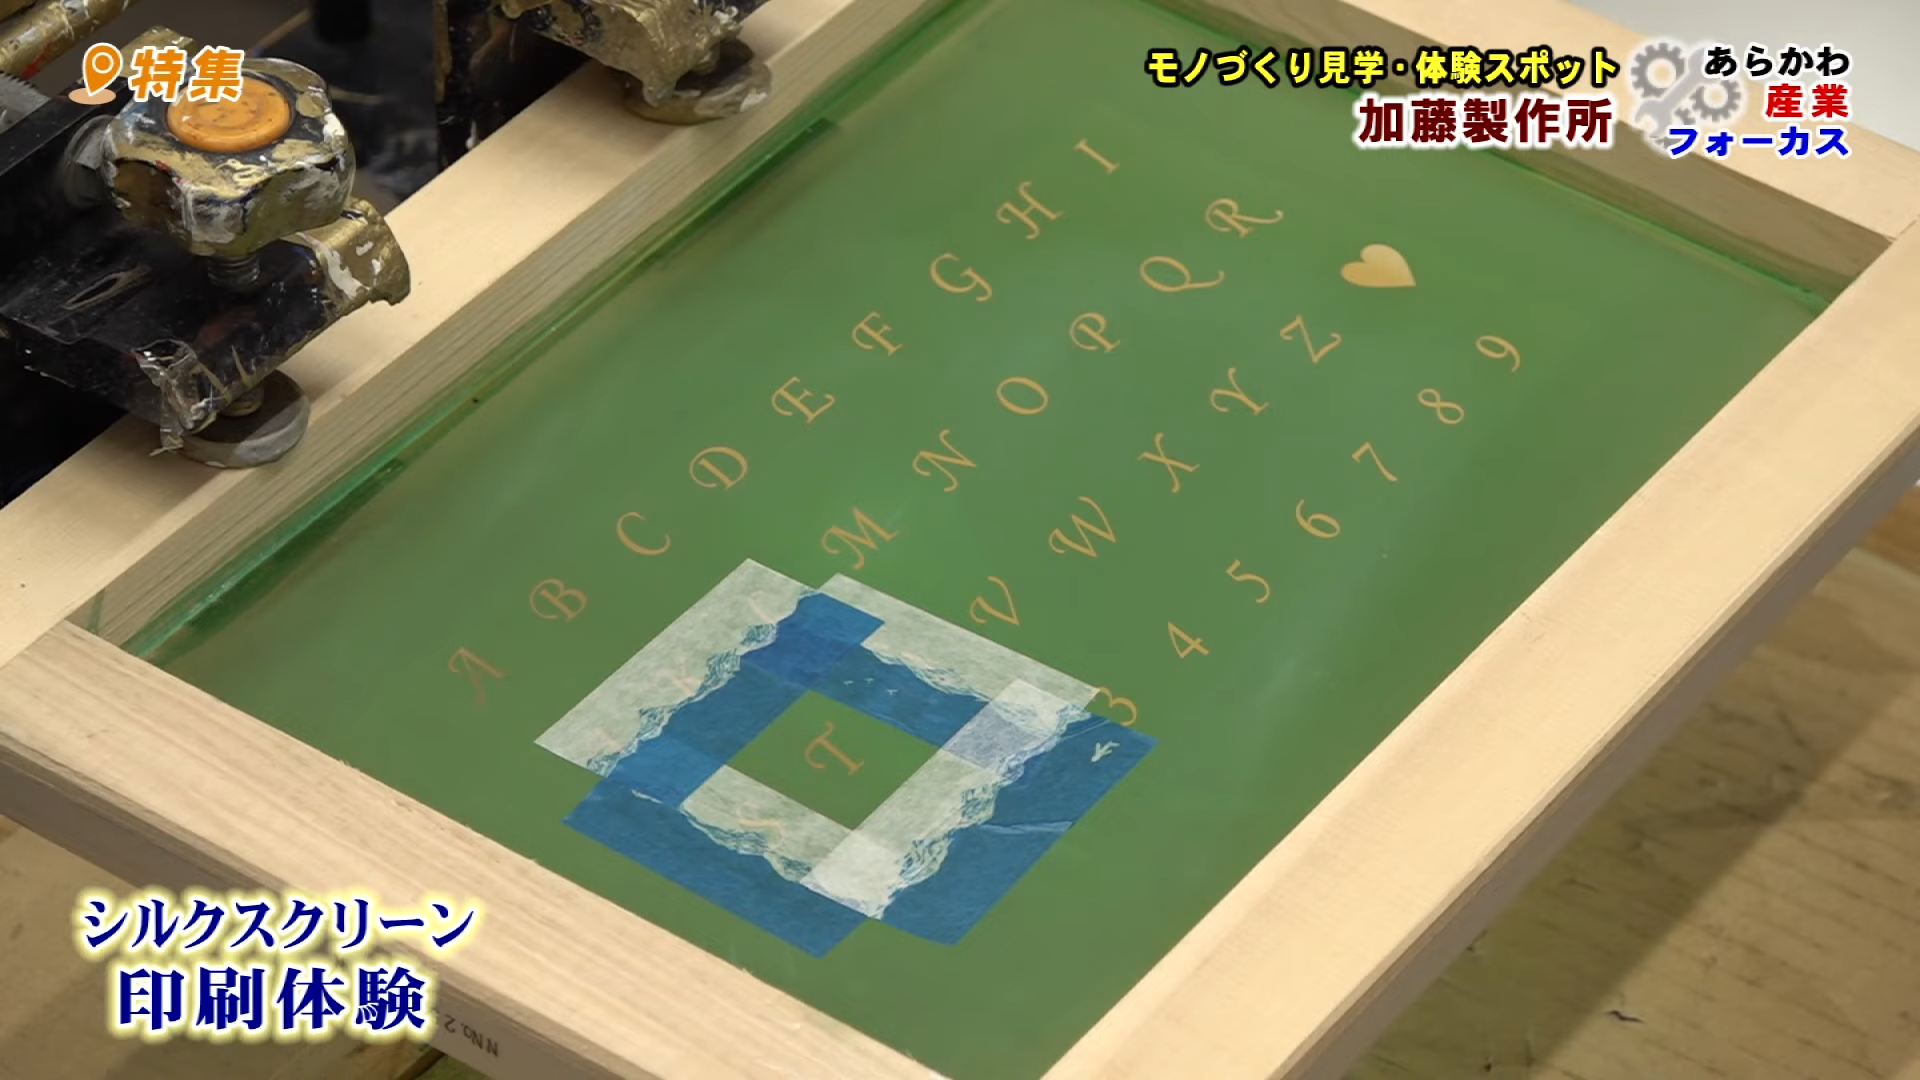 特集
モノづくり見学・体験スポット
加藤製作所
あらかわ
産業
フォーカス
A B C D E F G H I
M N O P Q R
S T
V W X Y Z
3 4 5 6 7 8 9
シルクスクリーン
印刷体験